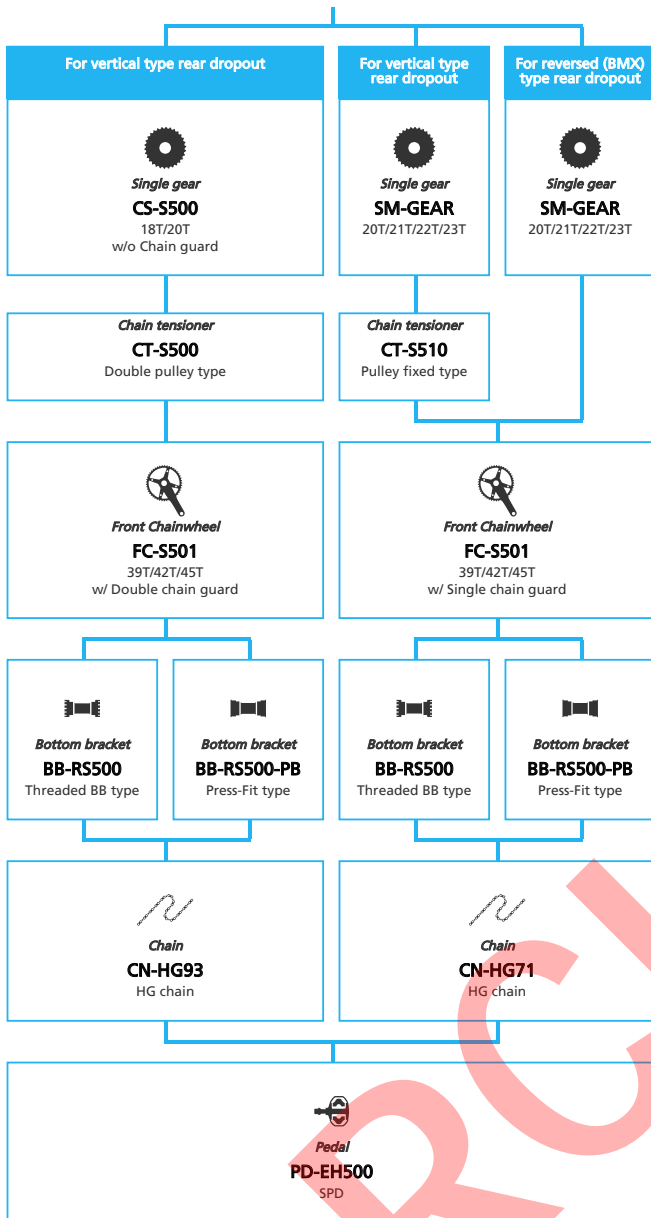 For vertical type rear dropout
For vertical type
rear dropout
For reversed (BMX)
type rear dropout
Single gear
CS-S500
18T/20T
w/o Chain guard
Single gear
SM-GEAR
20T/21T/22T/23T
Single gear
SM-GEAR
20T/21T/22T/23T
Chain tensioner
CT-S500
Double pulley type
Chain tensioner
CT-S510
Pulley fixed type
Front Chainwheel
FC-S501
39T/42T/45T
w/ Double chain guard
Front Chainwheel
FC-S501
39T/42T/45T
w/ Single chain guard
Bottom bracket
BB-RS500
Threaded BB type
Bottom bracket
BB-RS500-PB
Press-Fit type
Bottom bracket
BB-RS500
Threaded BB type
Bottom bracket
BB-RS500-PB
Press-Fit type
Chain
CN-HG93
HG chain
Chain
CN-HG71
HG chain
Pedal
PD-EH500
SPD